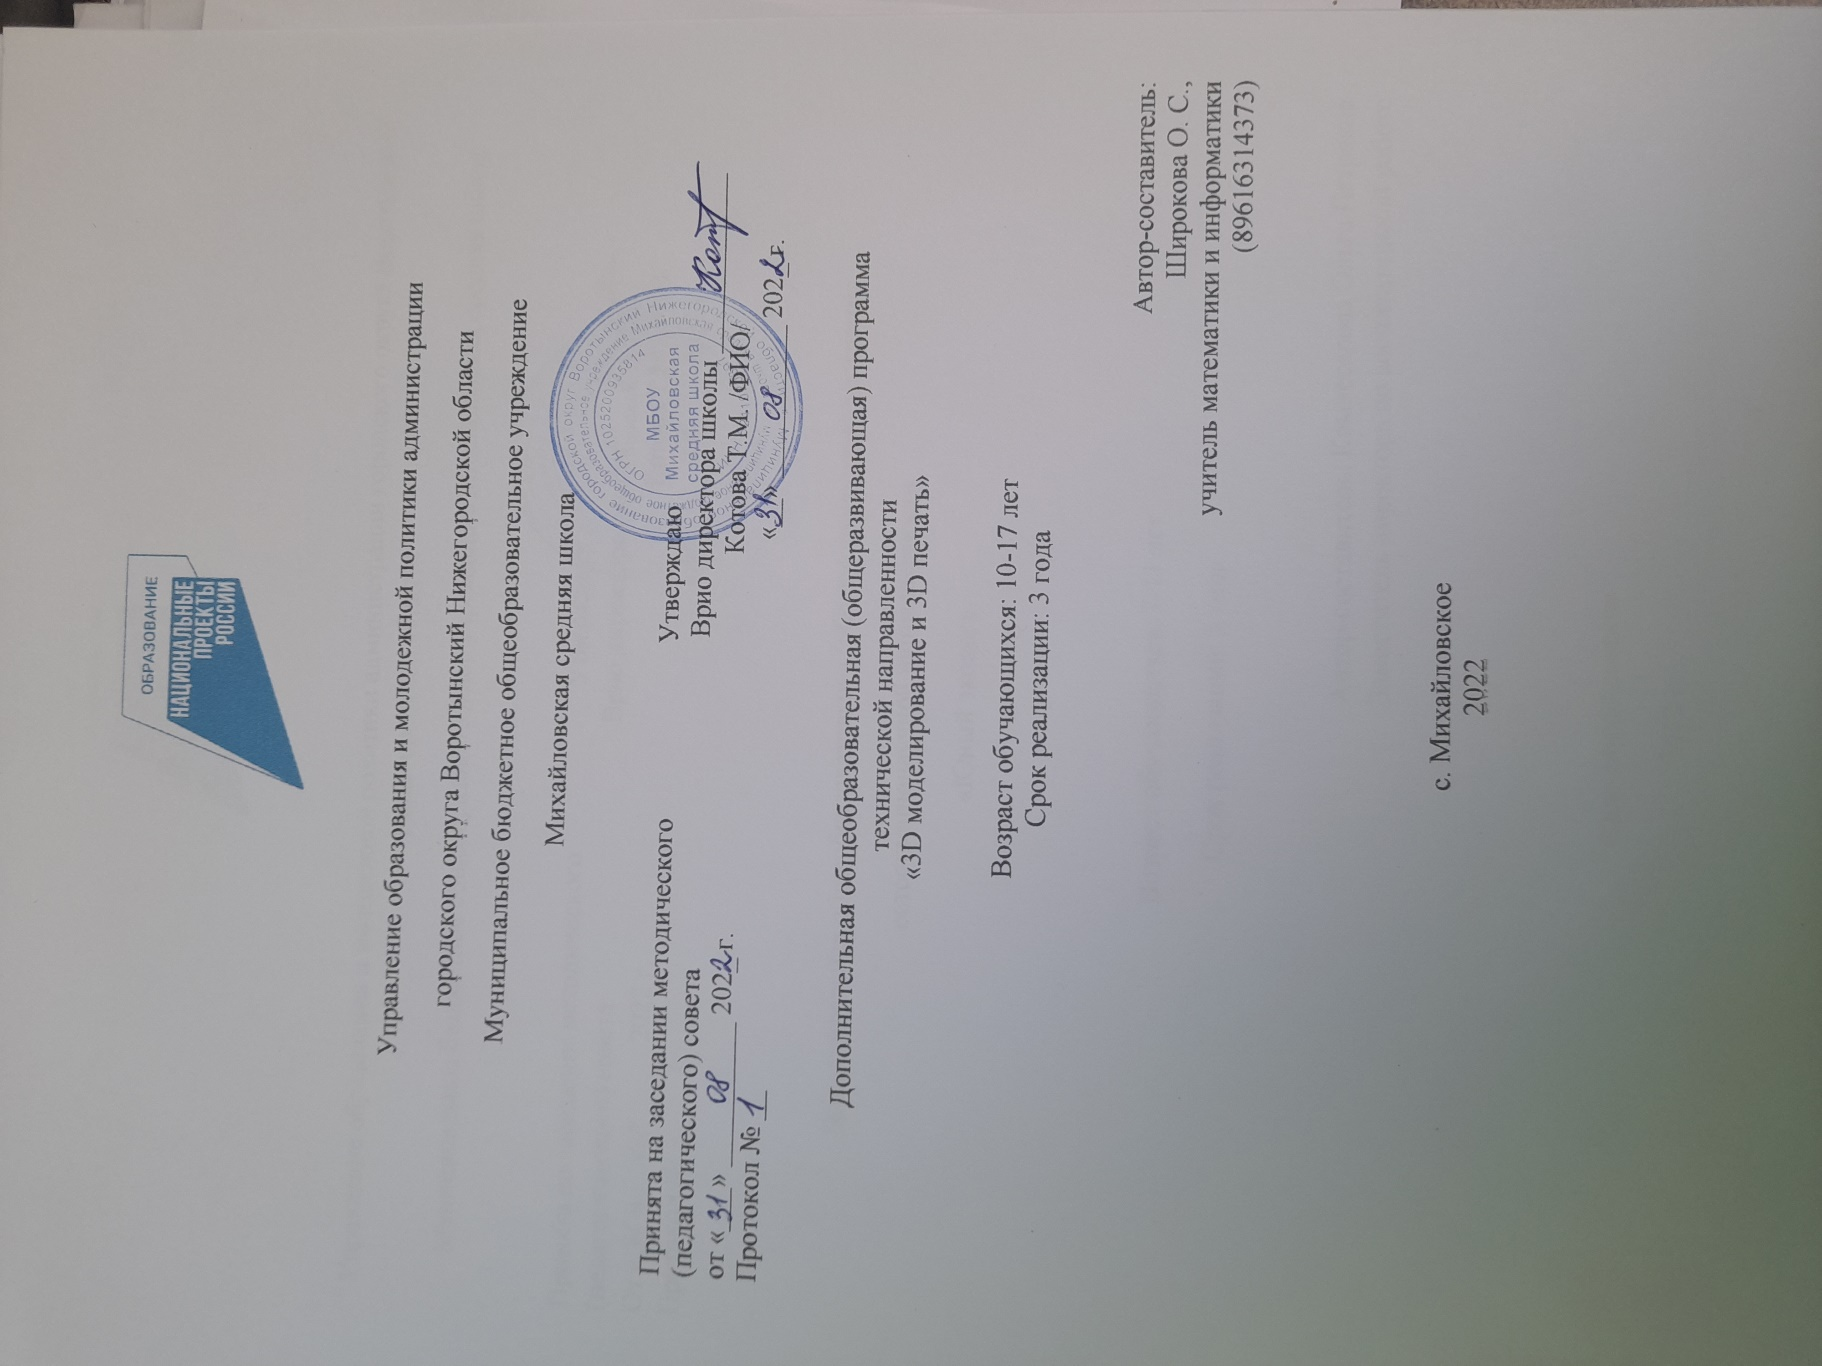 ОБРАЗОВАНИЕ
НАЦИОНАЛЬНЫЕ
ПРОЕКТЫ
РОССИИ
Управление образования и молодежной политики администрации
городского округа Воротынский Нижегородской области
Муниципальное бюджетное общеобразовательное учреждение
Михайловская средняя школа
Принята на заседании методического
(педагогического) совета
от «31» 08 2022г.
Протокол № 1
Утверждаю
Врио директора школы
Котова Т.М. /ФИО/
«31» 08 2022г.
ОГРН 1025200935814
МБОУ
Михайловская
средняя школа
Дополнительная общеобразовательная (общеразвивающая) программа
технической направленности
«3D моделирование и 3D печать»
Возраст обучающихся: 10-17 лет
Срок реализации: 3 года
Автор-составитель:
Широкова О. С.,
учитель математики и информатики
(89616314373)
с. Михайловское
2022